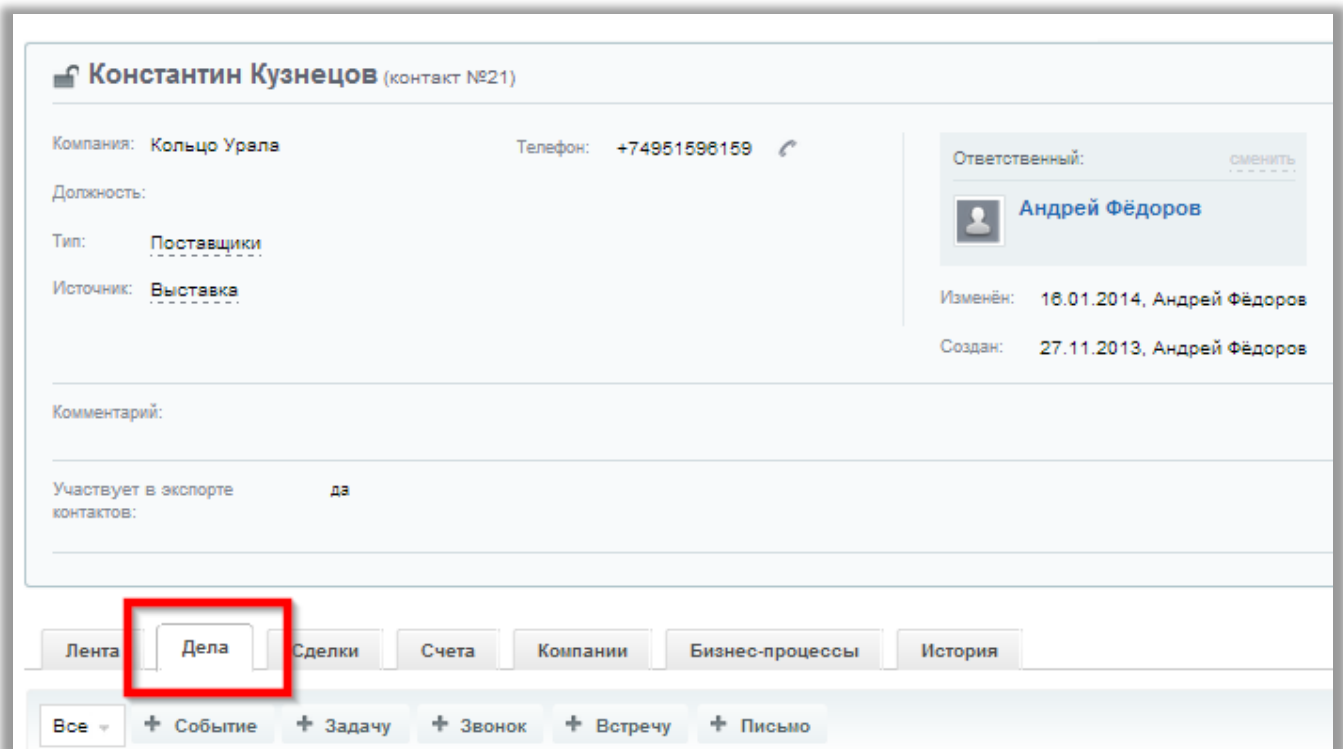 Константин Кузнецов (контакт №21)
Компания: Кольцо Урала
Телефон: +74951596159
Должность:
Тип: Поставщики
Источник: Выставка
Ответственный: сменить
Андрей Фёдоров
Изменён: 16.01.2014, Андрей Фёдоров
Создан: 27.11.2013, Андрей Фёдоров
Комментарий:
Участвует в экспорте да
контактов:
Лента Дела Сделки Счета Компании Бизнес-процессы История
Все + Событие + Задачу + Звонок + Встречу + Письмо